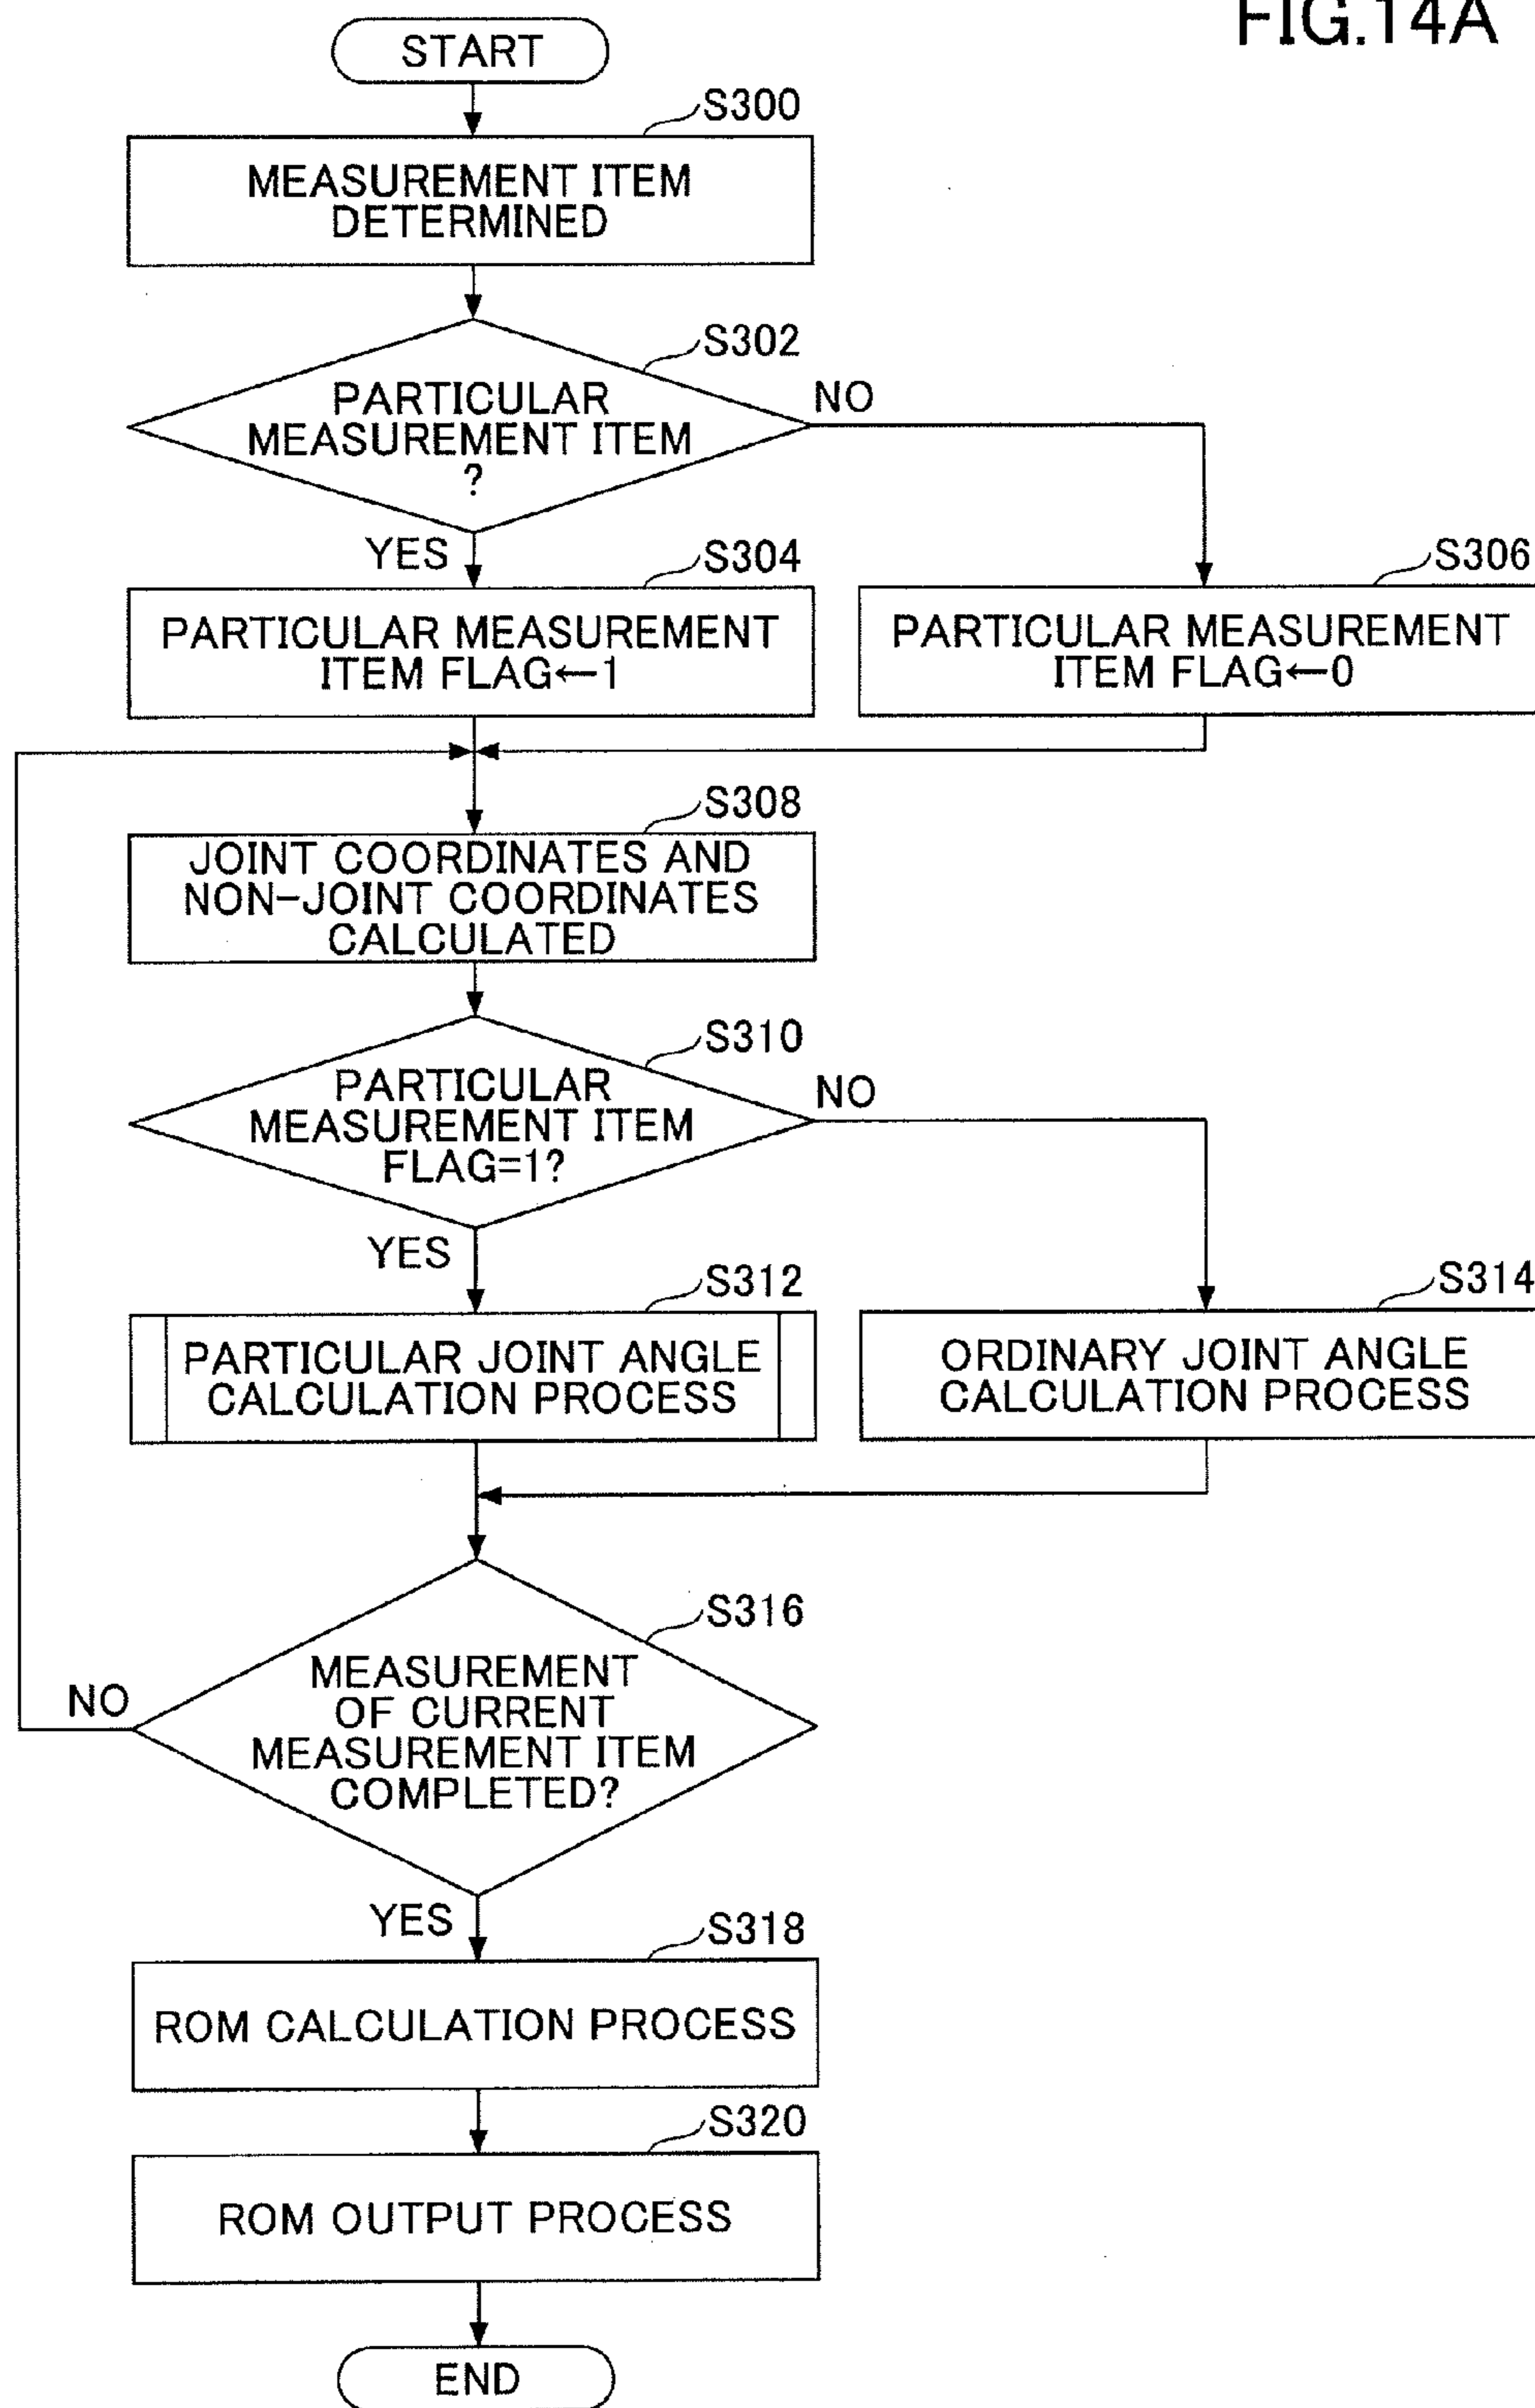 FIG.14A
START
S300
MEASUREMENT ITEM
DETERMINED
S302
PARTICULAR
MEASUREMENT ITEM
?
NO
YES
S304
PARTICULAR MEASUREMENT
ITEM FLAG←1
S306
PARTICULAR MEASUREMENT
ITEM FLAG←0
S308
JOINT COORDINATES AND
NON-JOINT COORDINATES
CALCULATED
S310
PARTICULAR
MEASUREMENT ITEM
FLAG=1?
NO
YES
S312
PARTICULAR JOINT ANGLE
CALCULATION PROCESS
S314
ORDINARY JOINT ANGLE
CALCULATION PROCESS
S316
MEASUREMENT
OF CURRENT
MEASUREMENT ITEM
COMPLETED?
NO
YES
S318
ROM CALCULATION PROCESS
S320
ROM OUTPUT PROCESS
END